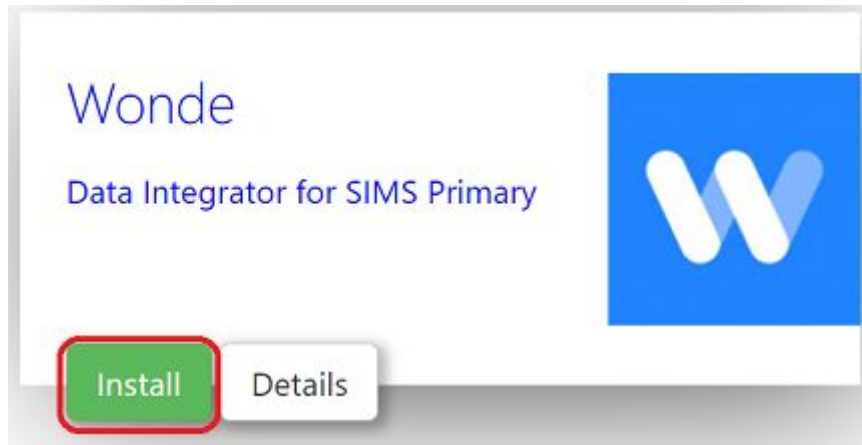 Wonde
Data Integrator for SIMS Primary
Install
Details